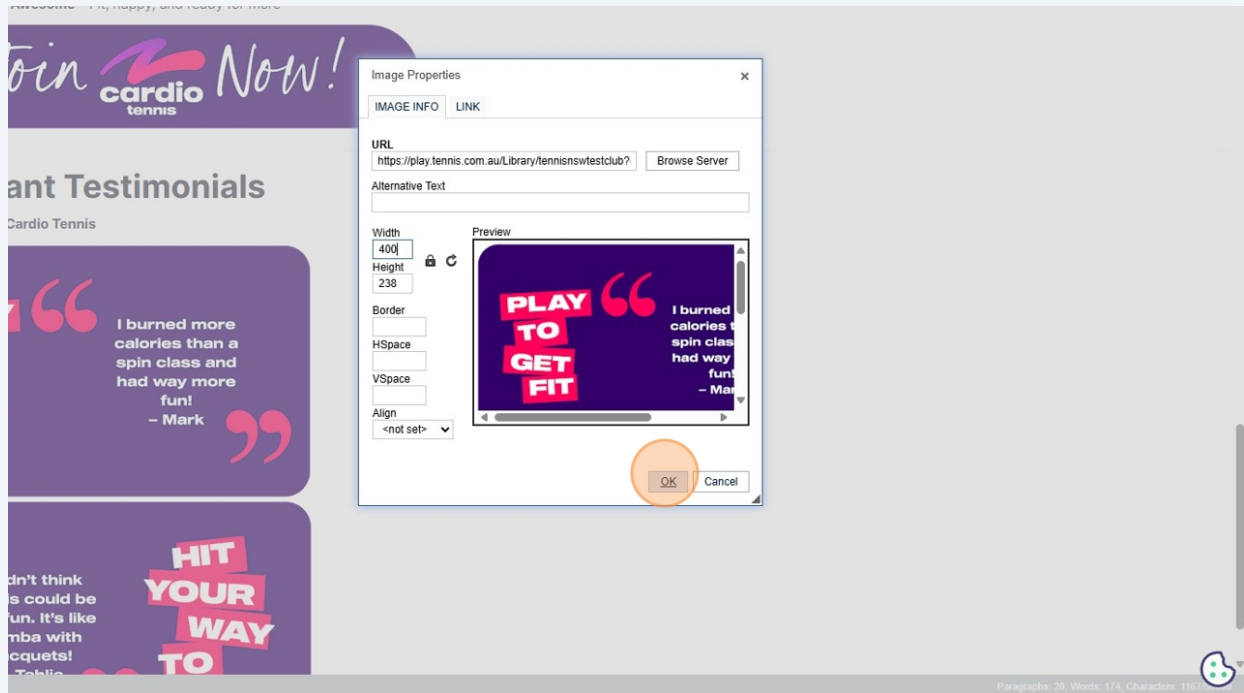 Awesome - Fit, happy, and ready for more
Join cardio tennis Now!
ant Testimonials
Cardio Tennis
I burned more
calories than a
spin class and
had way more
fun!
– Mark
dn't think
is could be
fun. It's like
mba with
cquets!
HIT
YOUR
WAY
TO
Image Properties
×
IMAGE INFO LINK
URL
https://play.tennis.com.au/Library/tennisnswtestclub? Browse Server
Alternative Text
Width
400
Height
238
Border
HSpace
VSpace
Align
<not set>
Preview
PLAY
TO
GET
FIT
I burned
calories t
spin clas
had way
fun!
– Mar
OK Cancel
Paragraphs: 20, Words: 174, Characters: 1167/